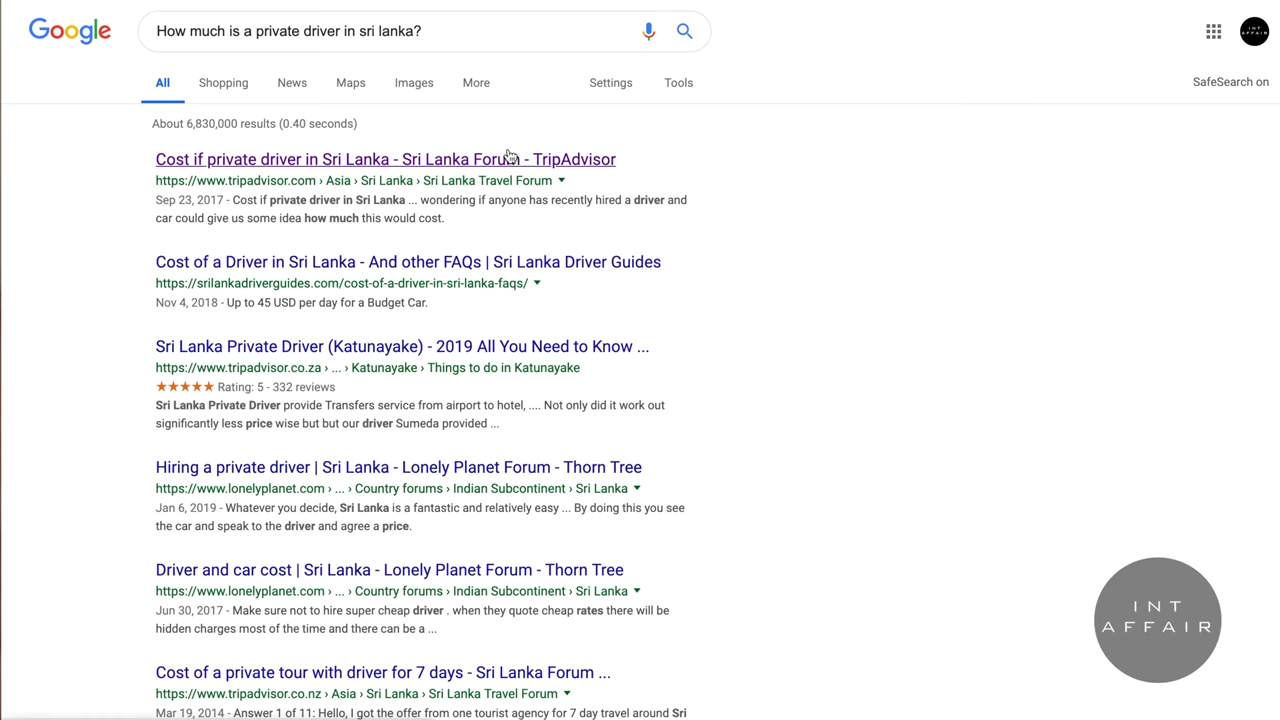 Google
How much is a private driver in sri lanka?
INT
AFFAIR
All Shopping News Maps Images More Settings Tools SafeSearch on
About 6,830,000 results (0.40 seconds)
Cost if private driver in Sri Lanka - Sri Lanka Forum - TripAdvisor
https://www.tripadvisor.com › Asia › Sri Lanka › Sri Lanka Travel Forum
Sep 23, 2017 - Cost if private driver in Sri Lanka ... wondering if anyone has recently hired a driver and
car could give us some idea how much this would cost.
Cost of a Driver in Sri Lanka - And other FAQs | Sri Lanka Driver Guides
https://srilankadriverguides.com/cost-of-a-driver-in-sri-lanka-faqs/
Nov 4, 2018 - Up to 45 USD per day for a Budget Car.
Sri Lanka Private Driver (Katunayake) - 2019 All You Need to Know ...
https://www.tripadvisor.co.za › ... › Katunayake › Things to do in Katunayake
★★★★★ Rating: 5 - 332 reviews
Sri Lanka Private Driver provide Transfers service from airport to hotel, .... Not only did it work out
significantly less price wise but but our driver Sumeda provided ...
Hiring a private driver | Sri Lanka - Lonely Planet Forum - Thorn Tree
https://www.lonelyplanet.com › ... › Country forums › Indian Subcontinent › Sri Lanka
Jan 6, 2019 - Whatever you decide, Sri Lanka is a fantastic and relatively easy ... By doing this you see
the car and speak to the driver and agree a price.
Driver and car cost | Sri Lanka - Lonely Planet Forum - Thorn Tree
https://www.lonelyplanet.com › ... › Country forums › Indian Subcontinent › Sri Lanka
Jun 30, 2017 - Make sure not to hire super cheap driver . when they quote cheap rates there will be
hidden charges most of the time and there can be a ...
INT
AFFAIR
Cost of a private tour with driver for 7 days - Sri Lanka Forum ...
https://www.tripadvisor.co.nz › Asia › Sri Lanka › Sri Lanka Travel Forum
Mar 19, 2014 - Answer 1 of 11: Hello, I got the offer from one tourist agency for 7 day travel around Sri